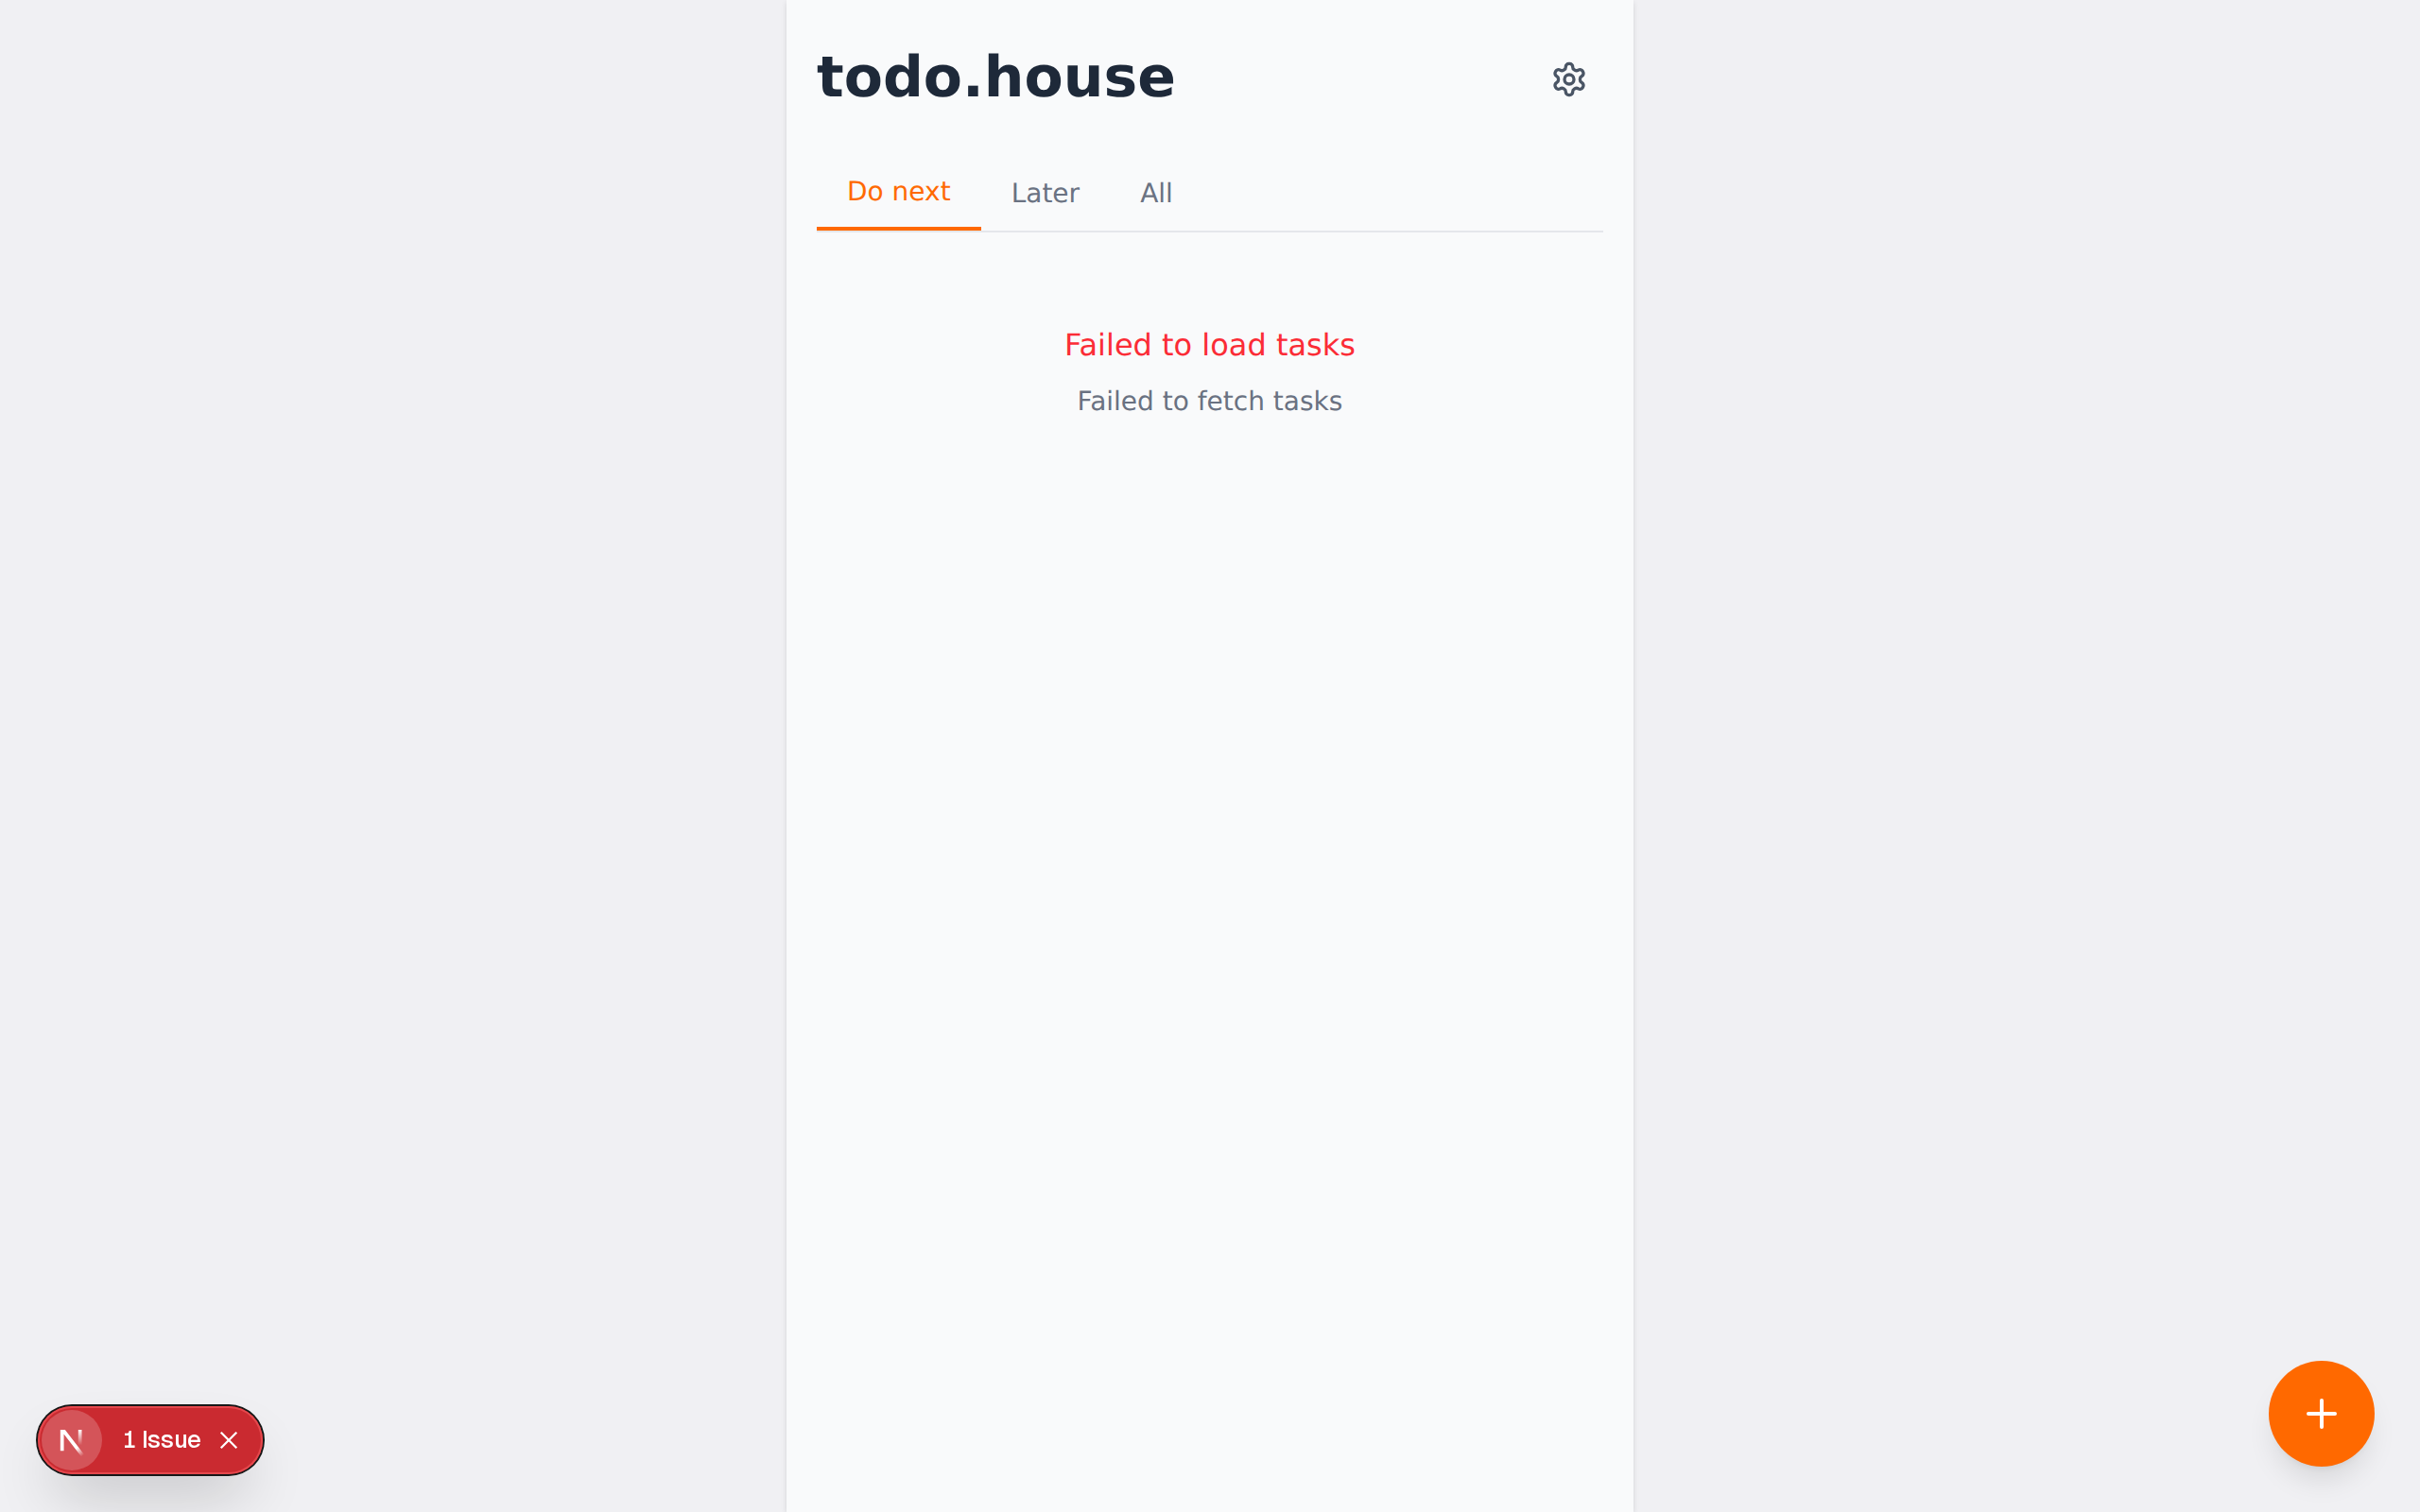 todo.house
Do next
Later
All
Failed to load tasks
Failed to fetch tasks
N
1 Issue